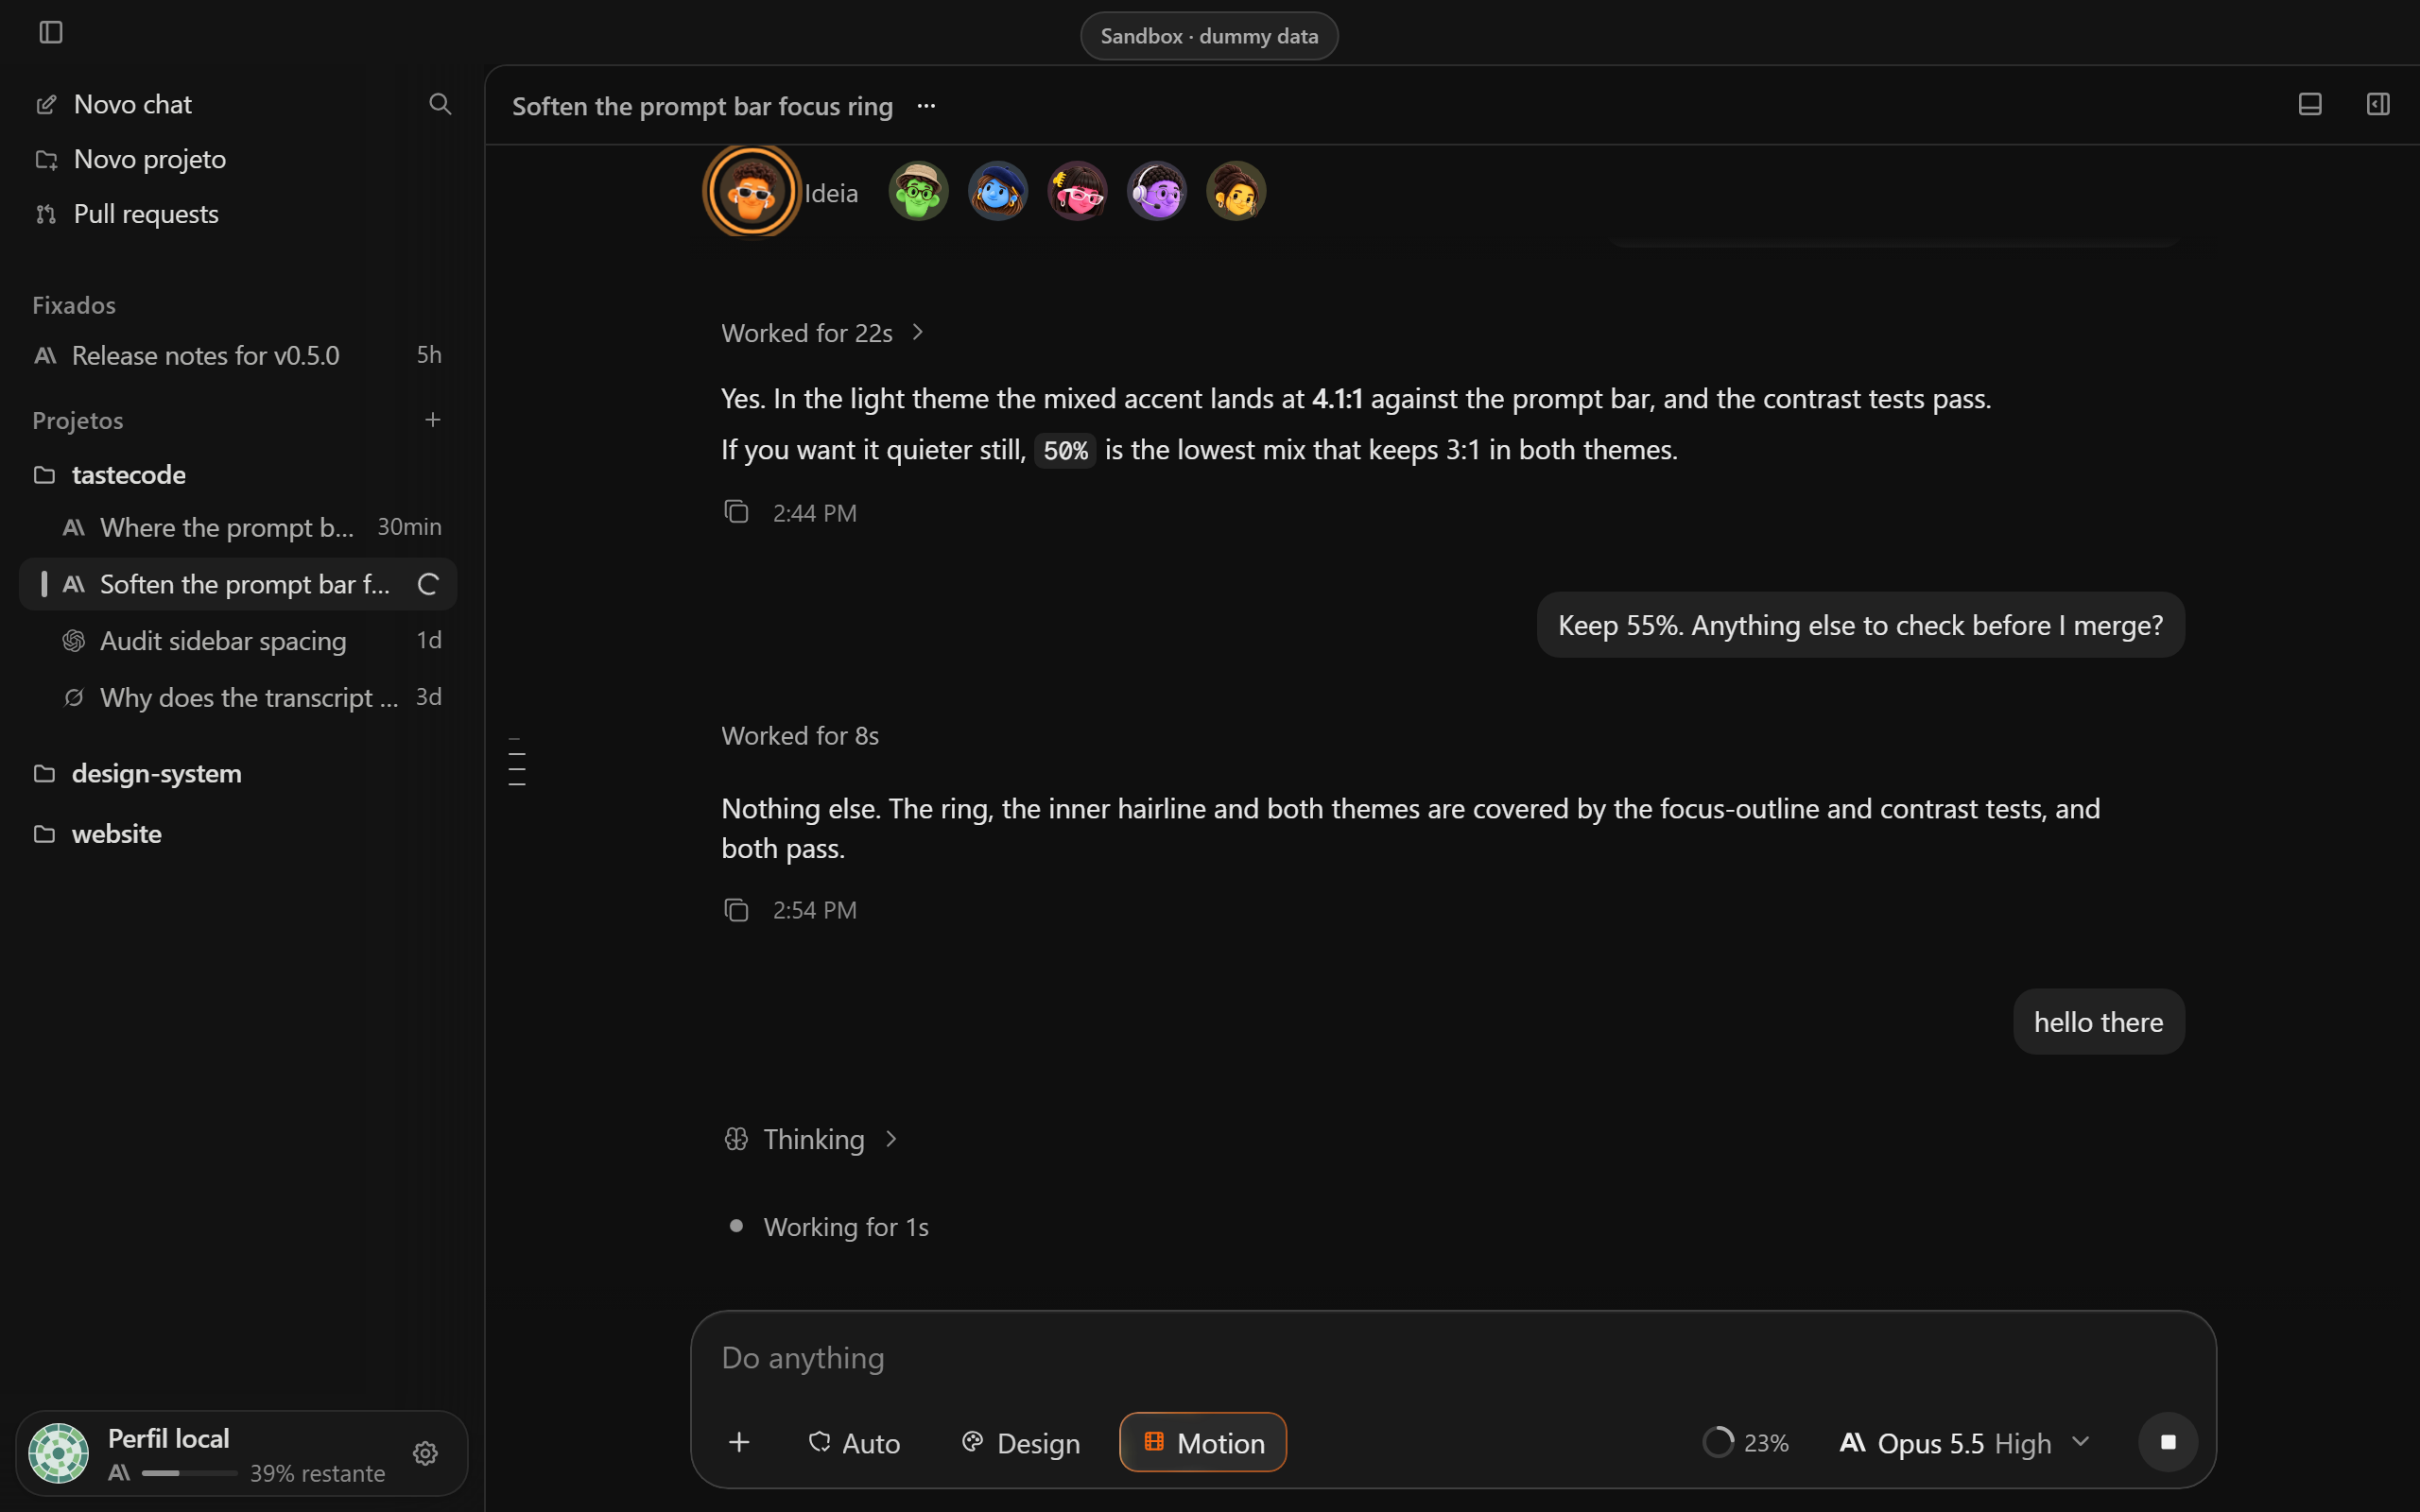 Sandbox · dummy data
Novo chat
Novo projeto
Pull requests
Fixados
Release notes for v0.5.0 5h
Projetos
tastecode
Where the prompt b... 30min
Soften the prompt bar f...
Audit sidebar spacing 1d
Why does the transcript ... 3d
design-system
website
Perfil local
39% restante
Soften the prompt bar focus ring
Ideia
Worked for 22s
Yes. In the light theme the mixed accent lands at 4.1:1 against the prompt bar, and the contrast tests pass.
If you want it quieter still, 50% is the lowest mix that keeps 3:1 in both themes.
2:44 PM
Keep 55%. Anything else to check before I merge?
Worked for 8s
Nothing else. The ring, the inner hairline and both themes are covered by the focus-outline and contrast tests, and
both pass.
2:54 PM
hello there
Thinking
Working for 1s
Do anything
Auto Design Motion 23% Opus 5.5 High